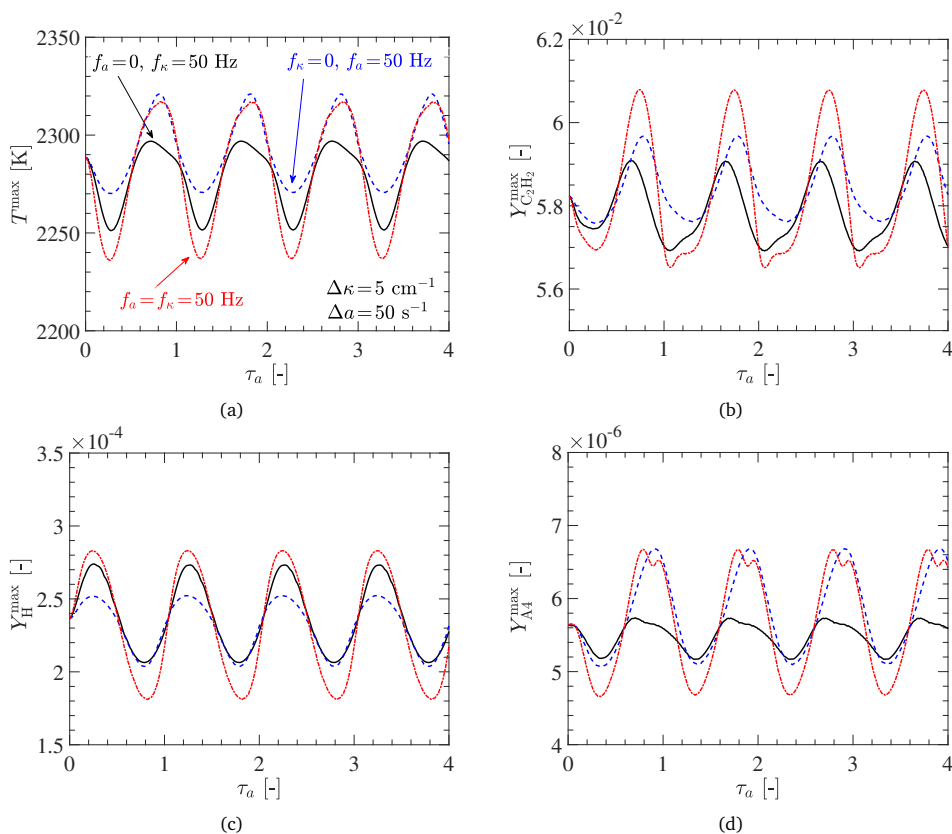 2350
2300
2250
2200
T^max [K]
f_a=0, f_κ=50 Hz
f_κ=0, f_a=50 Hz
f_a=f_κ=50 Hz
Δκ=5 cm⁻¹
Δa=50 s⁻¹
0 1 2 3 4
τ_a [-]
(a)
×10⁻²
6.2
6
5.8
5.6
Y^max_C₂H₂ [-]
0 1 2 3 4
τ_a [-]
(b)
×10⁻⁴
3.5
3
2.5
2
1.5
Y^max_H [-]
0 1 2 3 4
τ_a [-]
(c)
×10⁻⁶
8
7
6
5
4
Y^max_A4 [-]
0 1 2 3 4
τ_a [-]
(d)